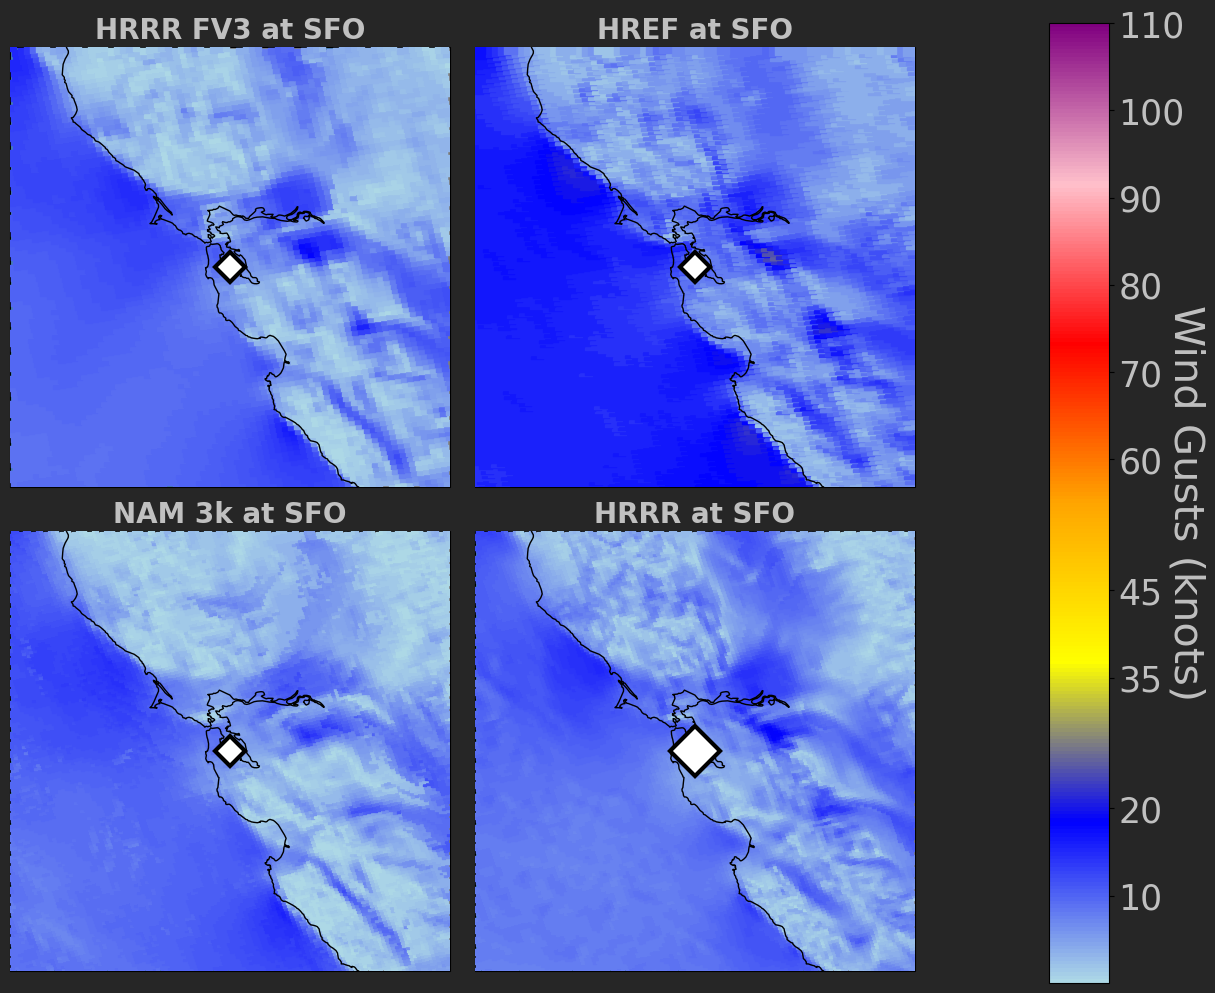 HRRR FV3 at SFO
HREF at SFO
NAM 3k at SFO
HRRR at SFO
110
100
90
80
70
60
45
35
20
10
Wind Gusts (knots)